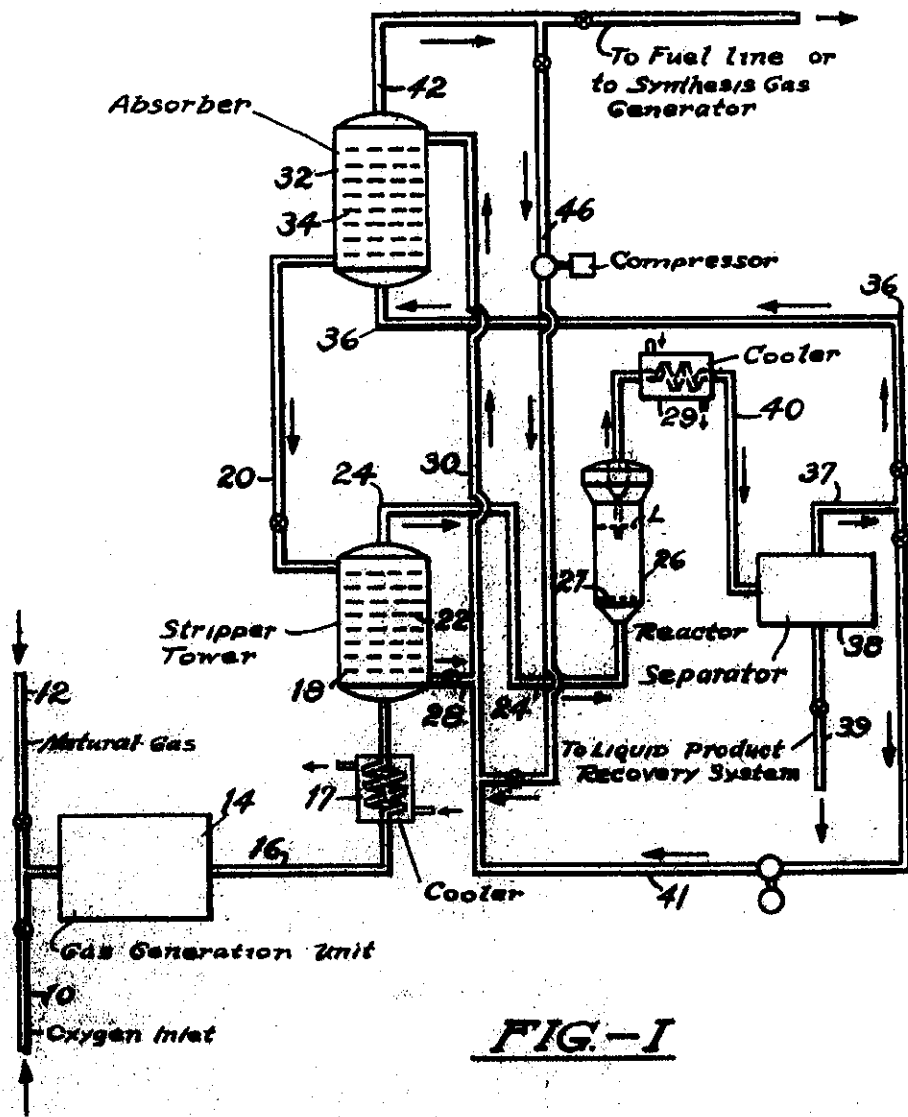 To Fuel line or
to Synthesis Gas
Generator
42
Absorber
32
34
46
Compressor
36
36
Cooler
29
40
20
24
30
37
L
27
26
22
Stripper
Tower
18
28
24
Reactor
Separator
38
12
Natural Gas
39
To Liquid Product
Recovery System
17
14
16
Cooler
41
Gas Generation Unit
10
Oxygen Inlet
FIG.-I